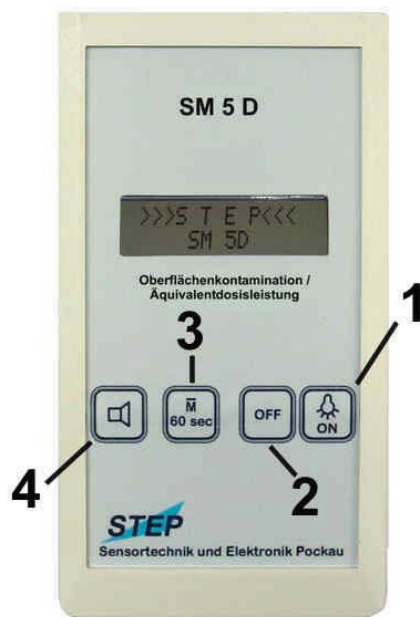 SM 5 D
>>>S T E P<<<
SM 5D
Oberflächenkontamination /
Äquivalentdosisleistung
1
3
M̅
60 sec
OFF
ON
4
2
STEP
Sensortechnik und Elektronik Pockau